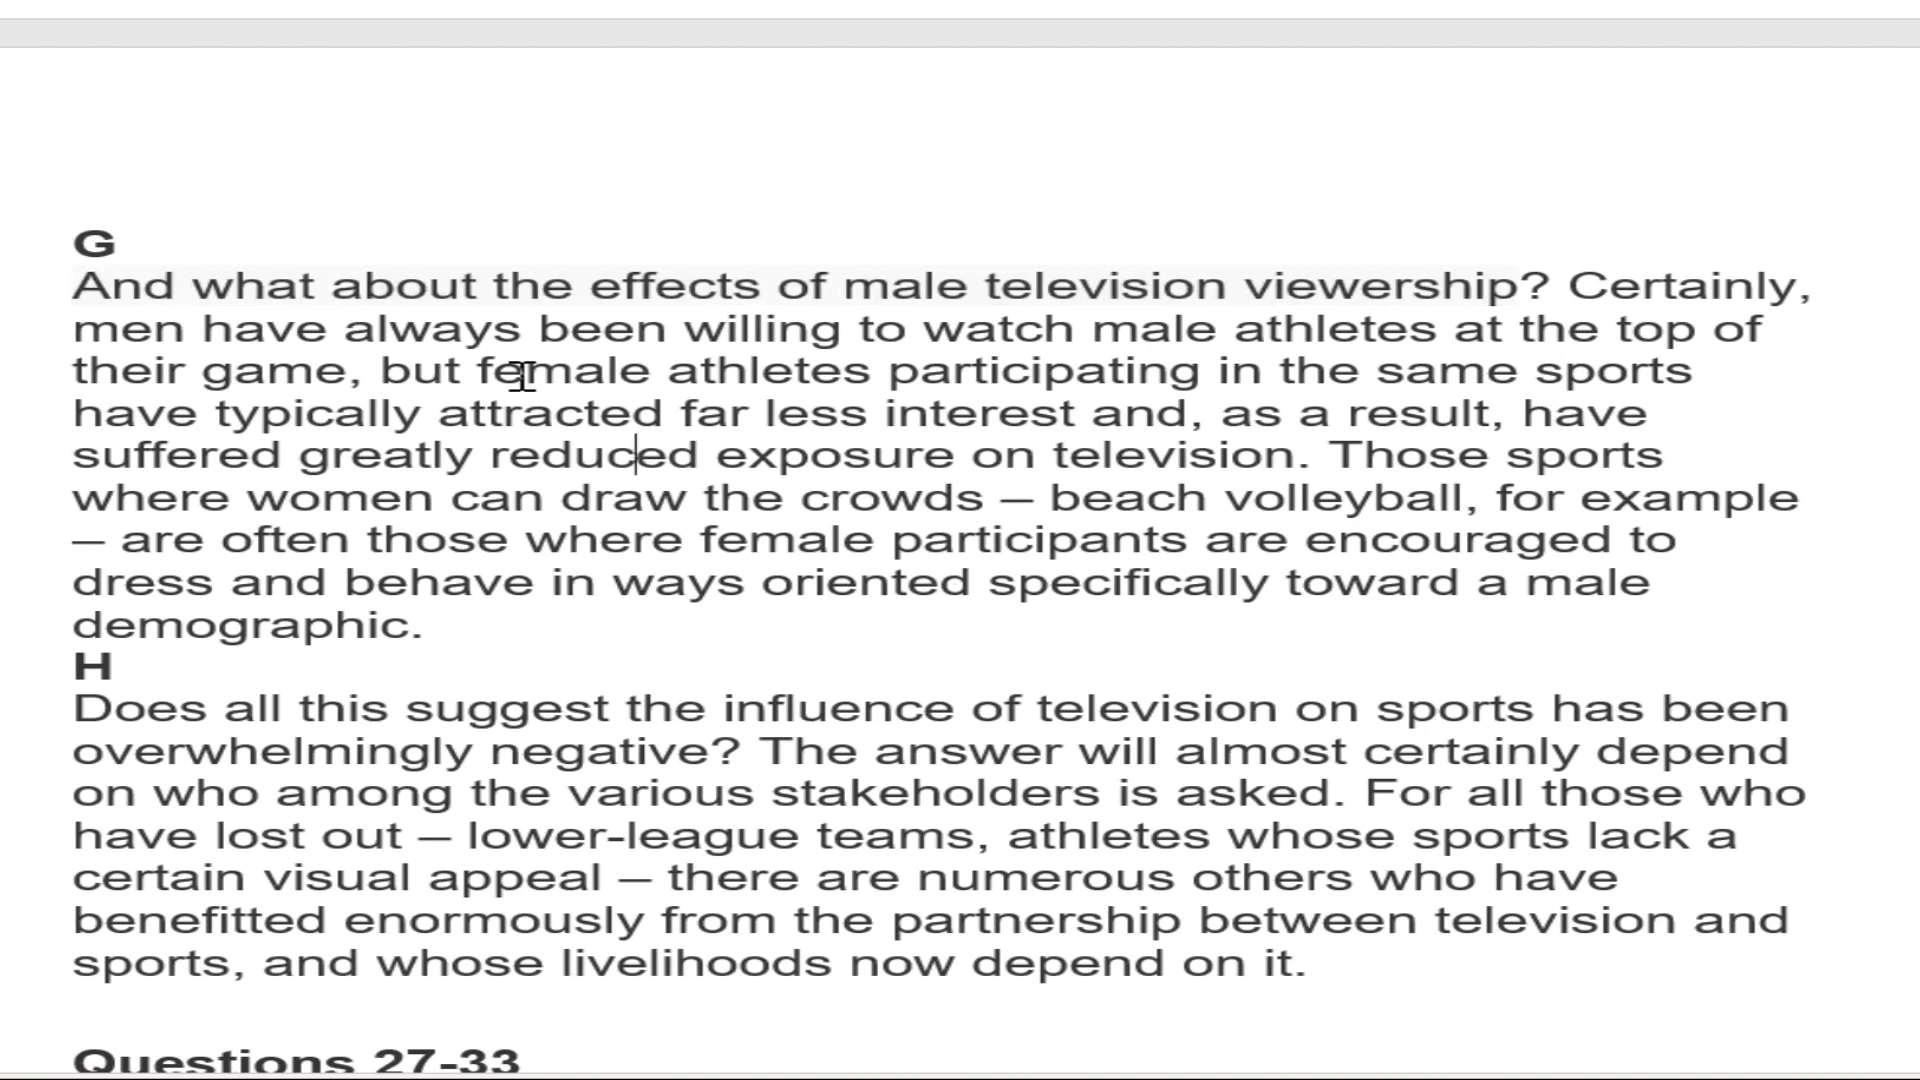 G
And what about the effects of male television viewership? Certainly,
men have always been willing to watch male athletes at the top of
their game, but female athletes participating in the same sports
have typically attracted far less interest and, as a result, have
suffered greatly reduced exposure on television. Those sports
where women can draw the crowds – beach volleyball, for example
– are often those where female participants are encouraged to
dress and behave in ways oriented specifically toward a male
demographic.
H
Does all this suggest the influence of television on sports has been
overwhelmingly negative? The answer will almost certainly depend
on who among the various stakeholders is asked. For all those who
have lost out – lower-league teams, athletes whose sports lack a
certain visual appeal – there are numerous others who have
benefitted enormously from the partnership between television and
sports, and whose livelihoods now depend on it.
Questions 27-33